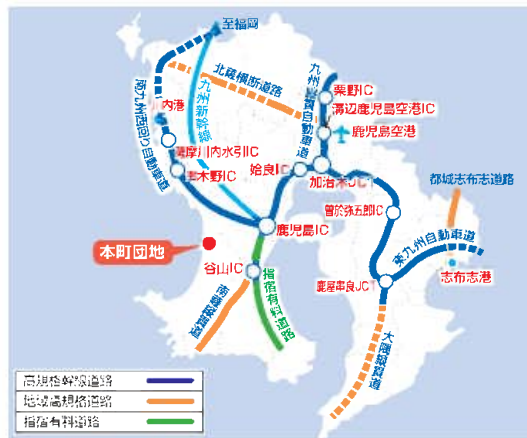 至福岡
北薩横断道路
九州新幹線
九州縦貫自動車道
栗野IC
溝辺鹿児島空港IC
鹿児島空港
南九州西回り自動車道
内港
薩摩川内水引IC
串木野IC
姶良IC
加治木JCT
都城志布志道路
曽於弥五郎IC
鹿児島IC
東九州自動車道
本町団地
谷山IC
志布志港
鹿屋串良JCT
指宿有料道路
南薩縦貫道
大隅縦貫道
高規格幹線道路
地域高規格道路
指宿有料道路